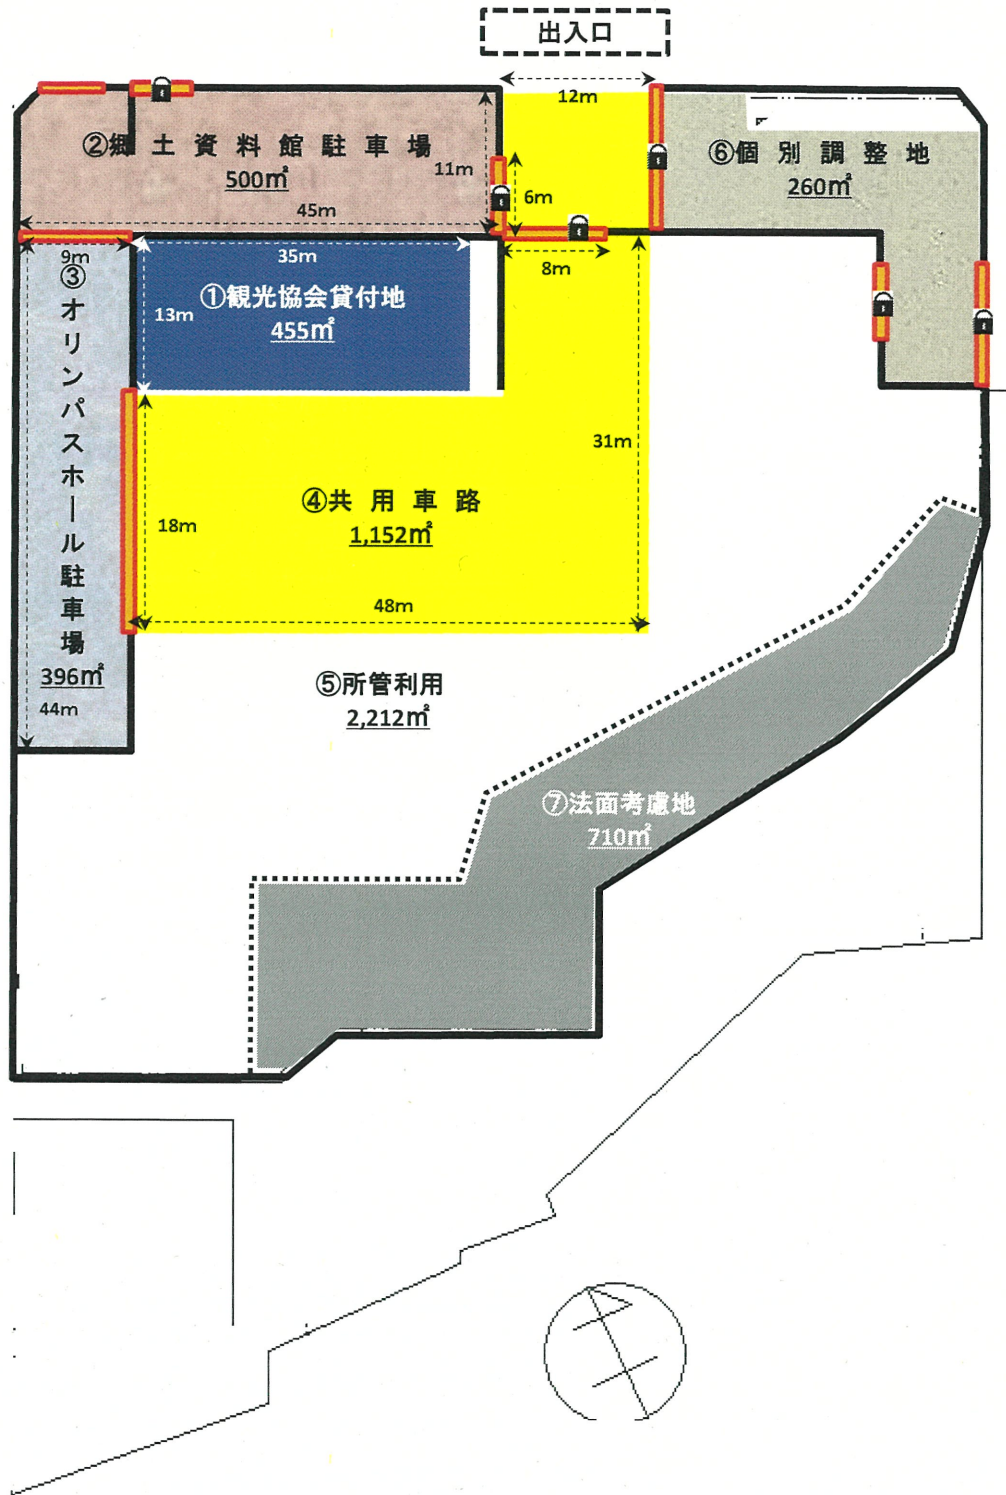 出入口
12m
②郷土資料館駐車場
500㎡
11m
45m
6m
⑥個別調整地
260㎡
9m
35m
8m
③オリンパスホール駐車場
396㎡
44m
①観光協会貸付地
455㎡
13m
31m
④共用車路
1,152㎡
18m
48m
⑤所管利用
2,212㎡
⑦法面考慮地
710㎡